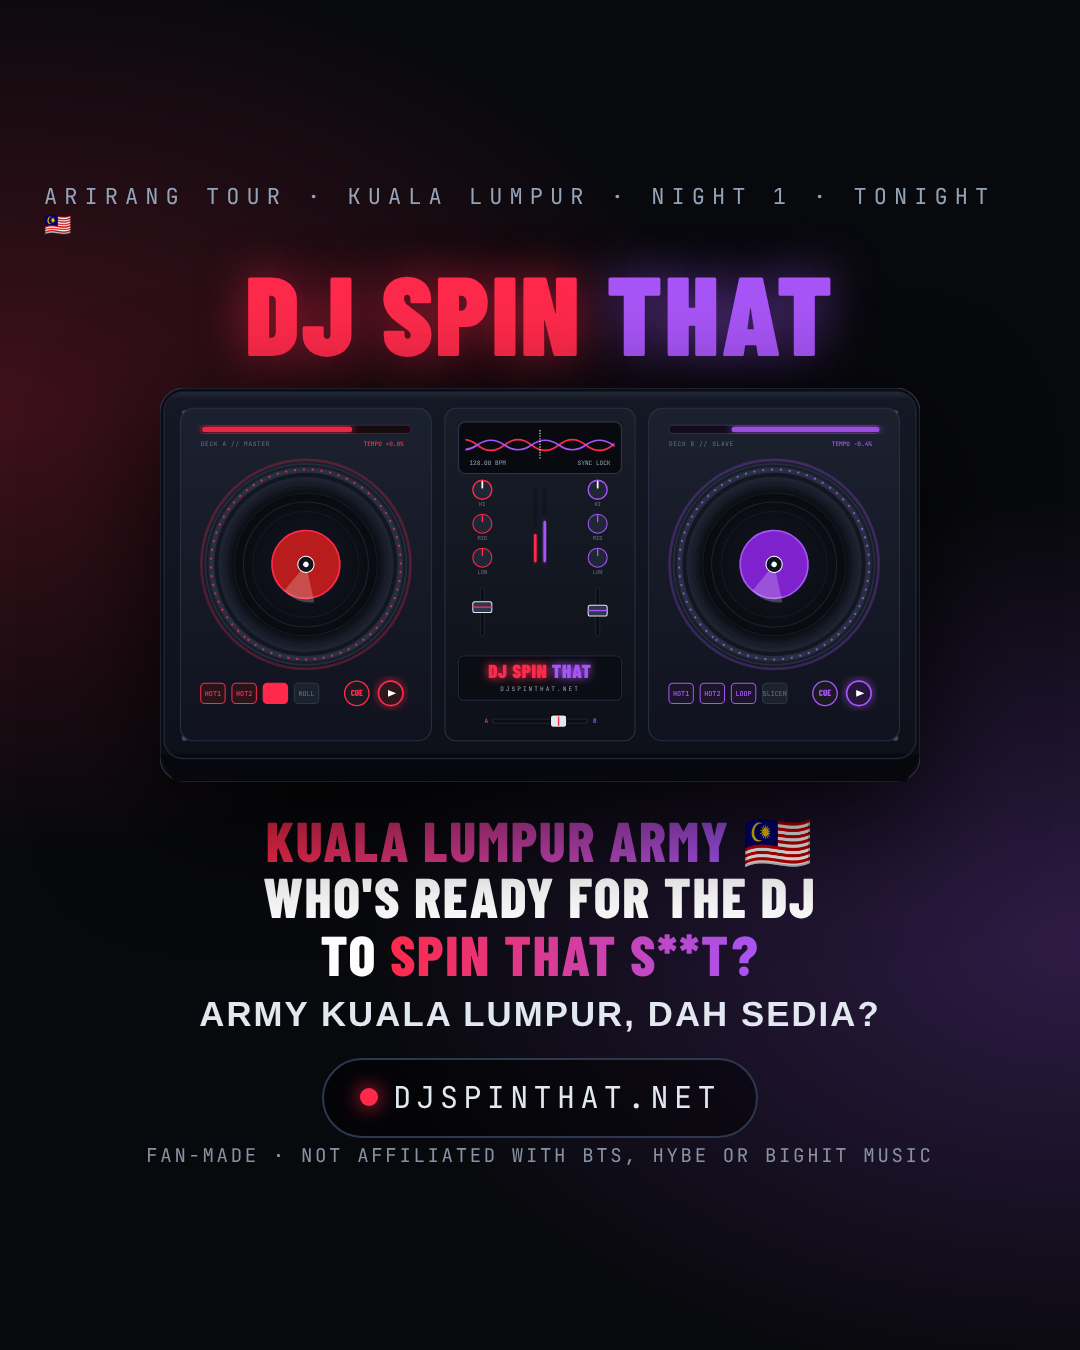 ARIRANG TOUR · KUALA LUMPUR · NIGHT 1 · TONIGHT
🇲🇾
DJ SPIN THAT
DECK A // MASTER
TEMPO +0.0%
HOT1
HOT2
ROLL
CUE
128.00 BPM
SYNC LOCK
HI
HI
MID
MID
LOW
LOW
DJ SPIN THAT
DJSPINTHAT.NET
A
B
DECK B // SLAVE
TEMPO -0.4%
HOT1
HOT2
LOOP
SLICER
CUE
KUALA LUMPUR ARMY 🇲🇾
WHO'S READY FOR THE DJ
TO SPIN THAT S**T?
ARMY KUALA LUMPUR, DAH SEDIA?
DJSPINTHAT.NET
FAN-MADE · NOT AFFILIATED WITH BTS, HYBE OR BIGHIT MUSIC